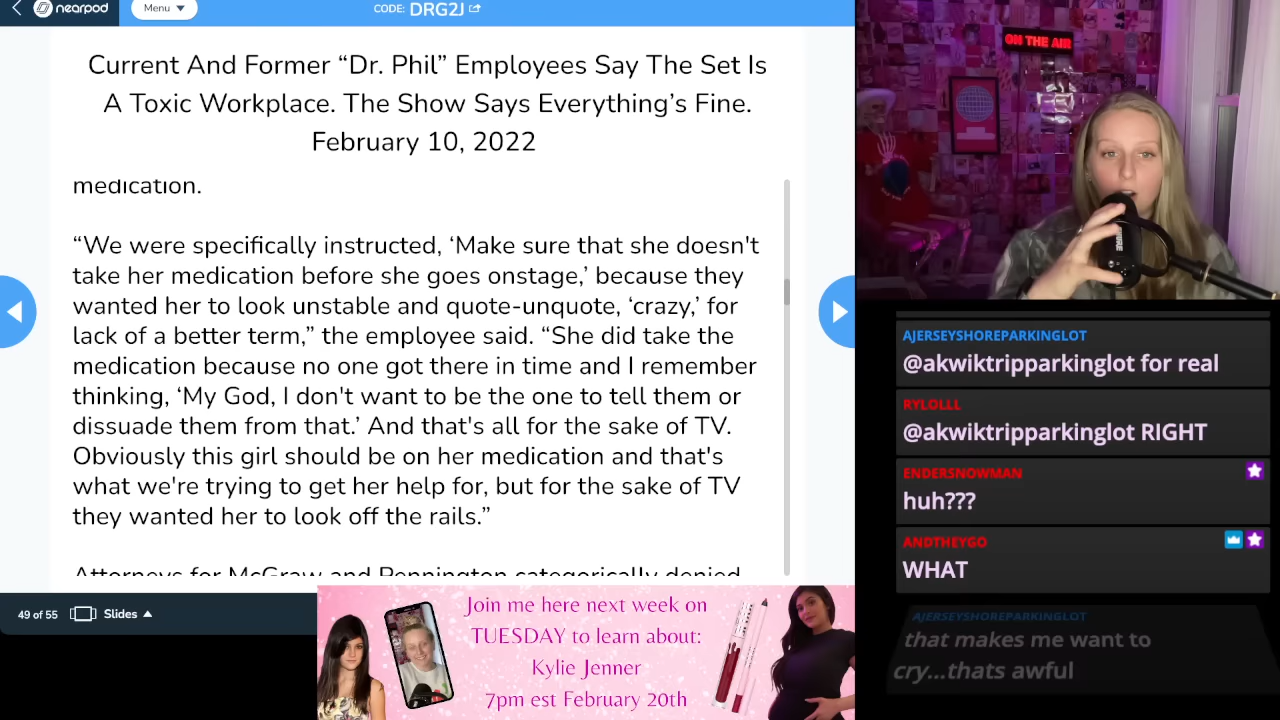 nearpod
Menu
CODE: DRG2J
Current And Former “Dr. Phil” Employees Say The Set Is
A Toxic Workplace. The Show Says Everything’s Fine.
February 10, 2022
medication.
“We were specifically instructed, ‘Make sure that she doesn't
take her medication before she goes onstage,’ because they
wanted her to look unstable and quote-unquote, ‘crazy,’ for
lack of a better term,” the employee said. “She did take the
medication because no one got there in time and I remember
thinking, ‘My God, I don't want to be the one to tell them or
dissuade them from that.’ And that's all for the sake of TV.
Obviously this girl should be on her medication and that's
what we're trying to get her help for, but for the sake of TV
they wanted her to look off the rails.”
Attorneys for McGraw and Pennington categorically denied
49 of 55
Slides
Join me here next week on
TUESDAY to learn about:
Kylie Jenner
7pm est February 20th
ON THE AIR
AJERSEYSHOREPARKINGLOT
@akwiktripparkinglot for real
RYLOLLL
@akwiktripparkinglot RIGHT
ENDERSNOWMAN
huh???
ANDTHEYGO
WHAT
AJERSEYSHOREPARKINGLOT
that makes me want to
cry...thats awful